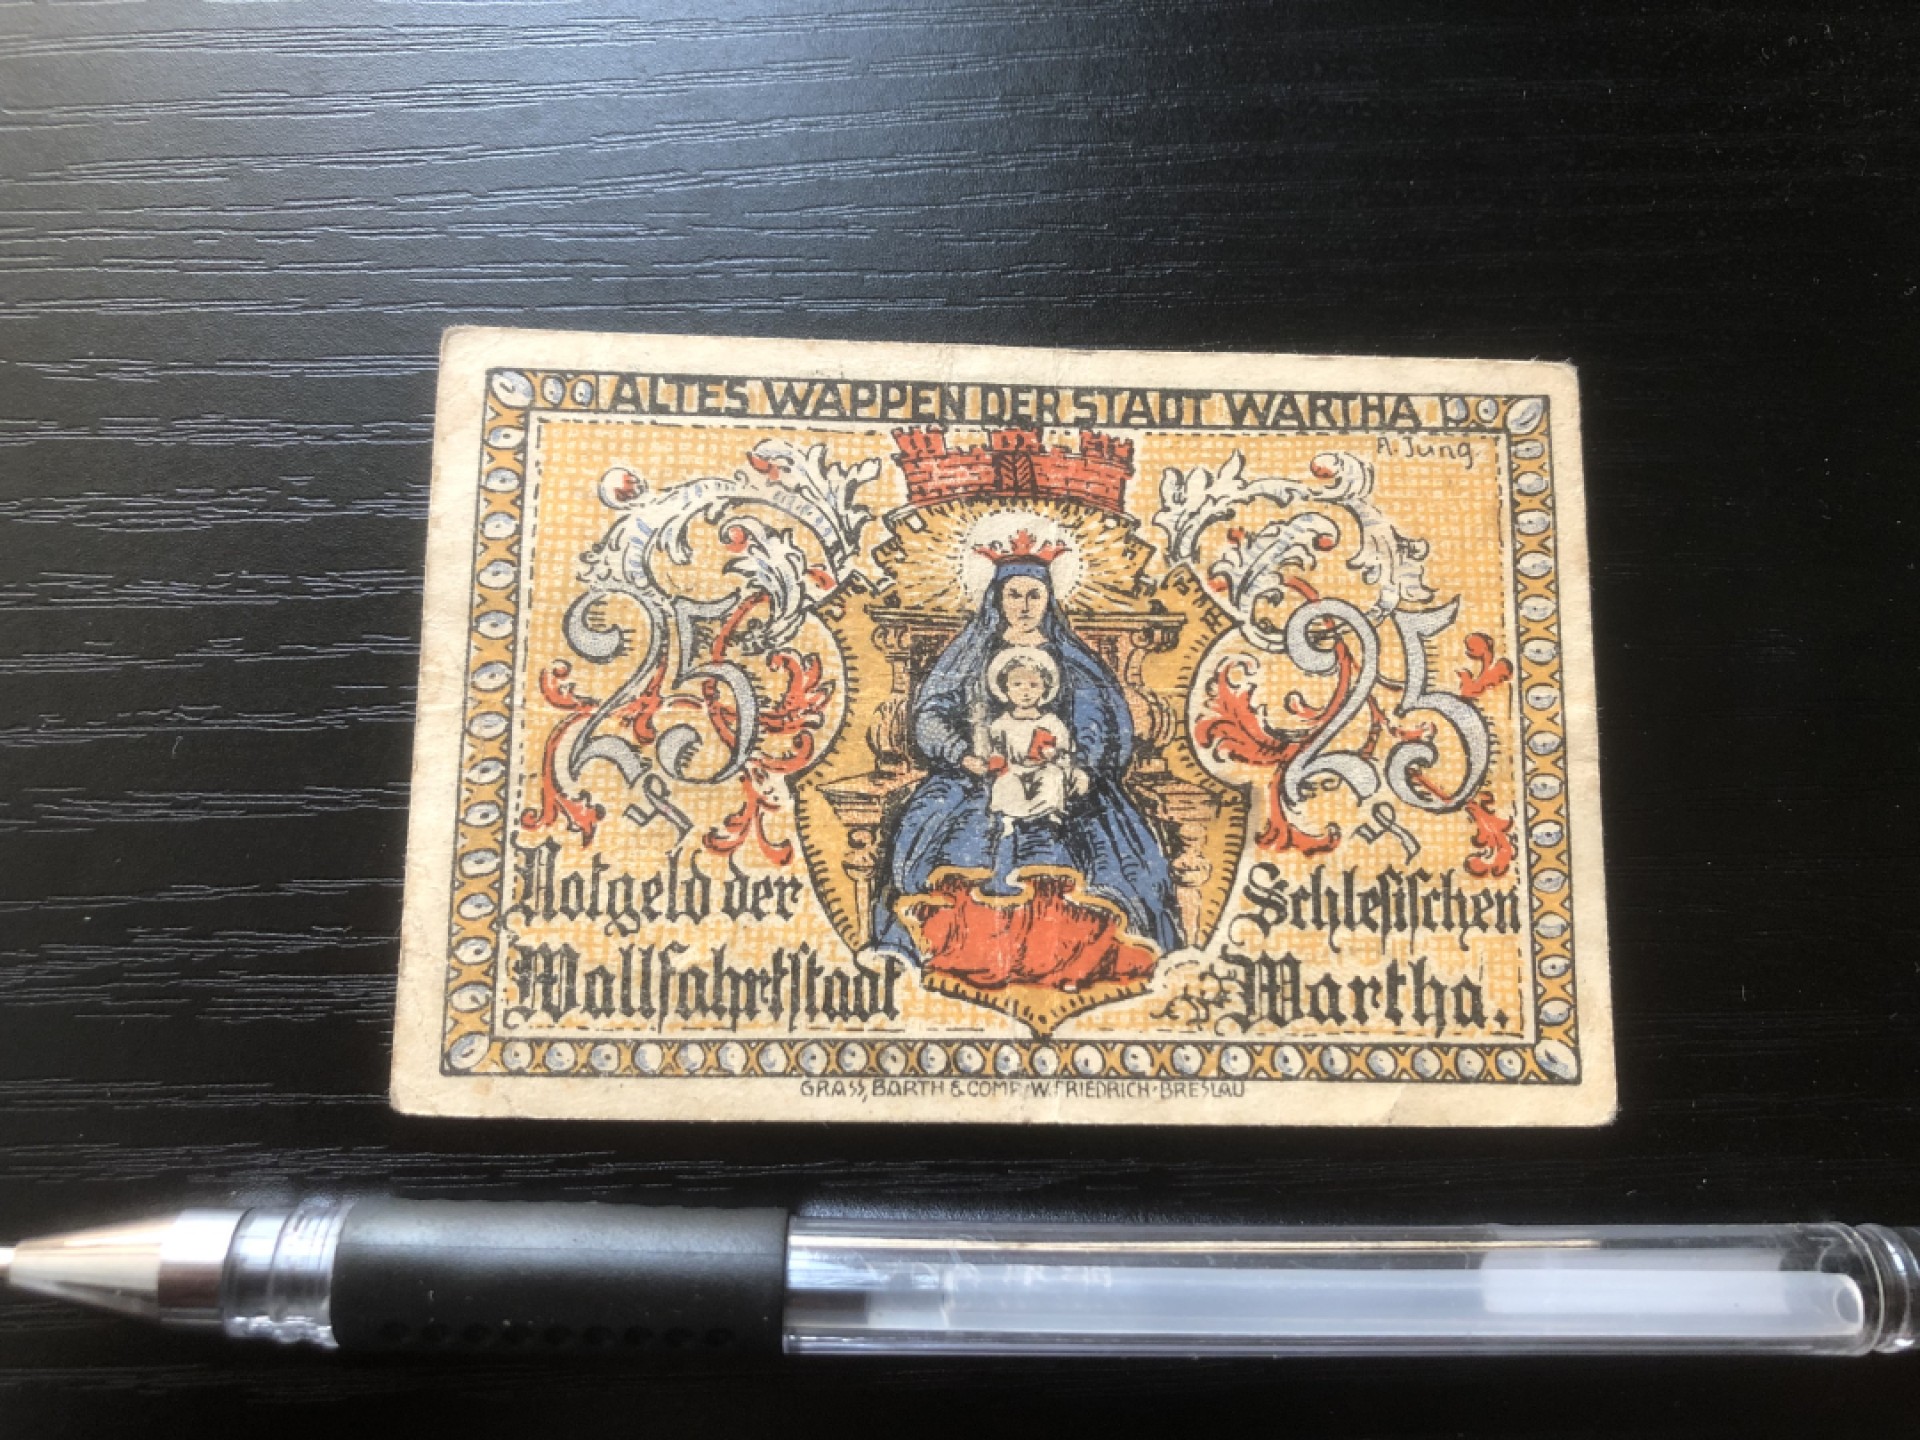 ALTES WAPPEN DER STADT WARTHA
A. Jung
25 25
₰ ₰
Notgeld der Schlesischen
Wallfahrtstadt Wartha.
GRASS, BARTH & COMP. W. FRIEDRICH · BRESLAU